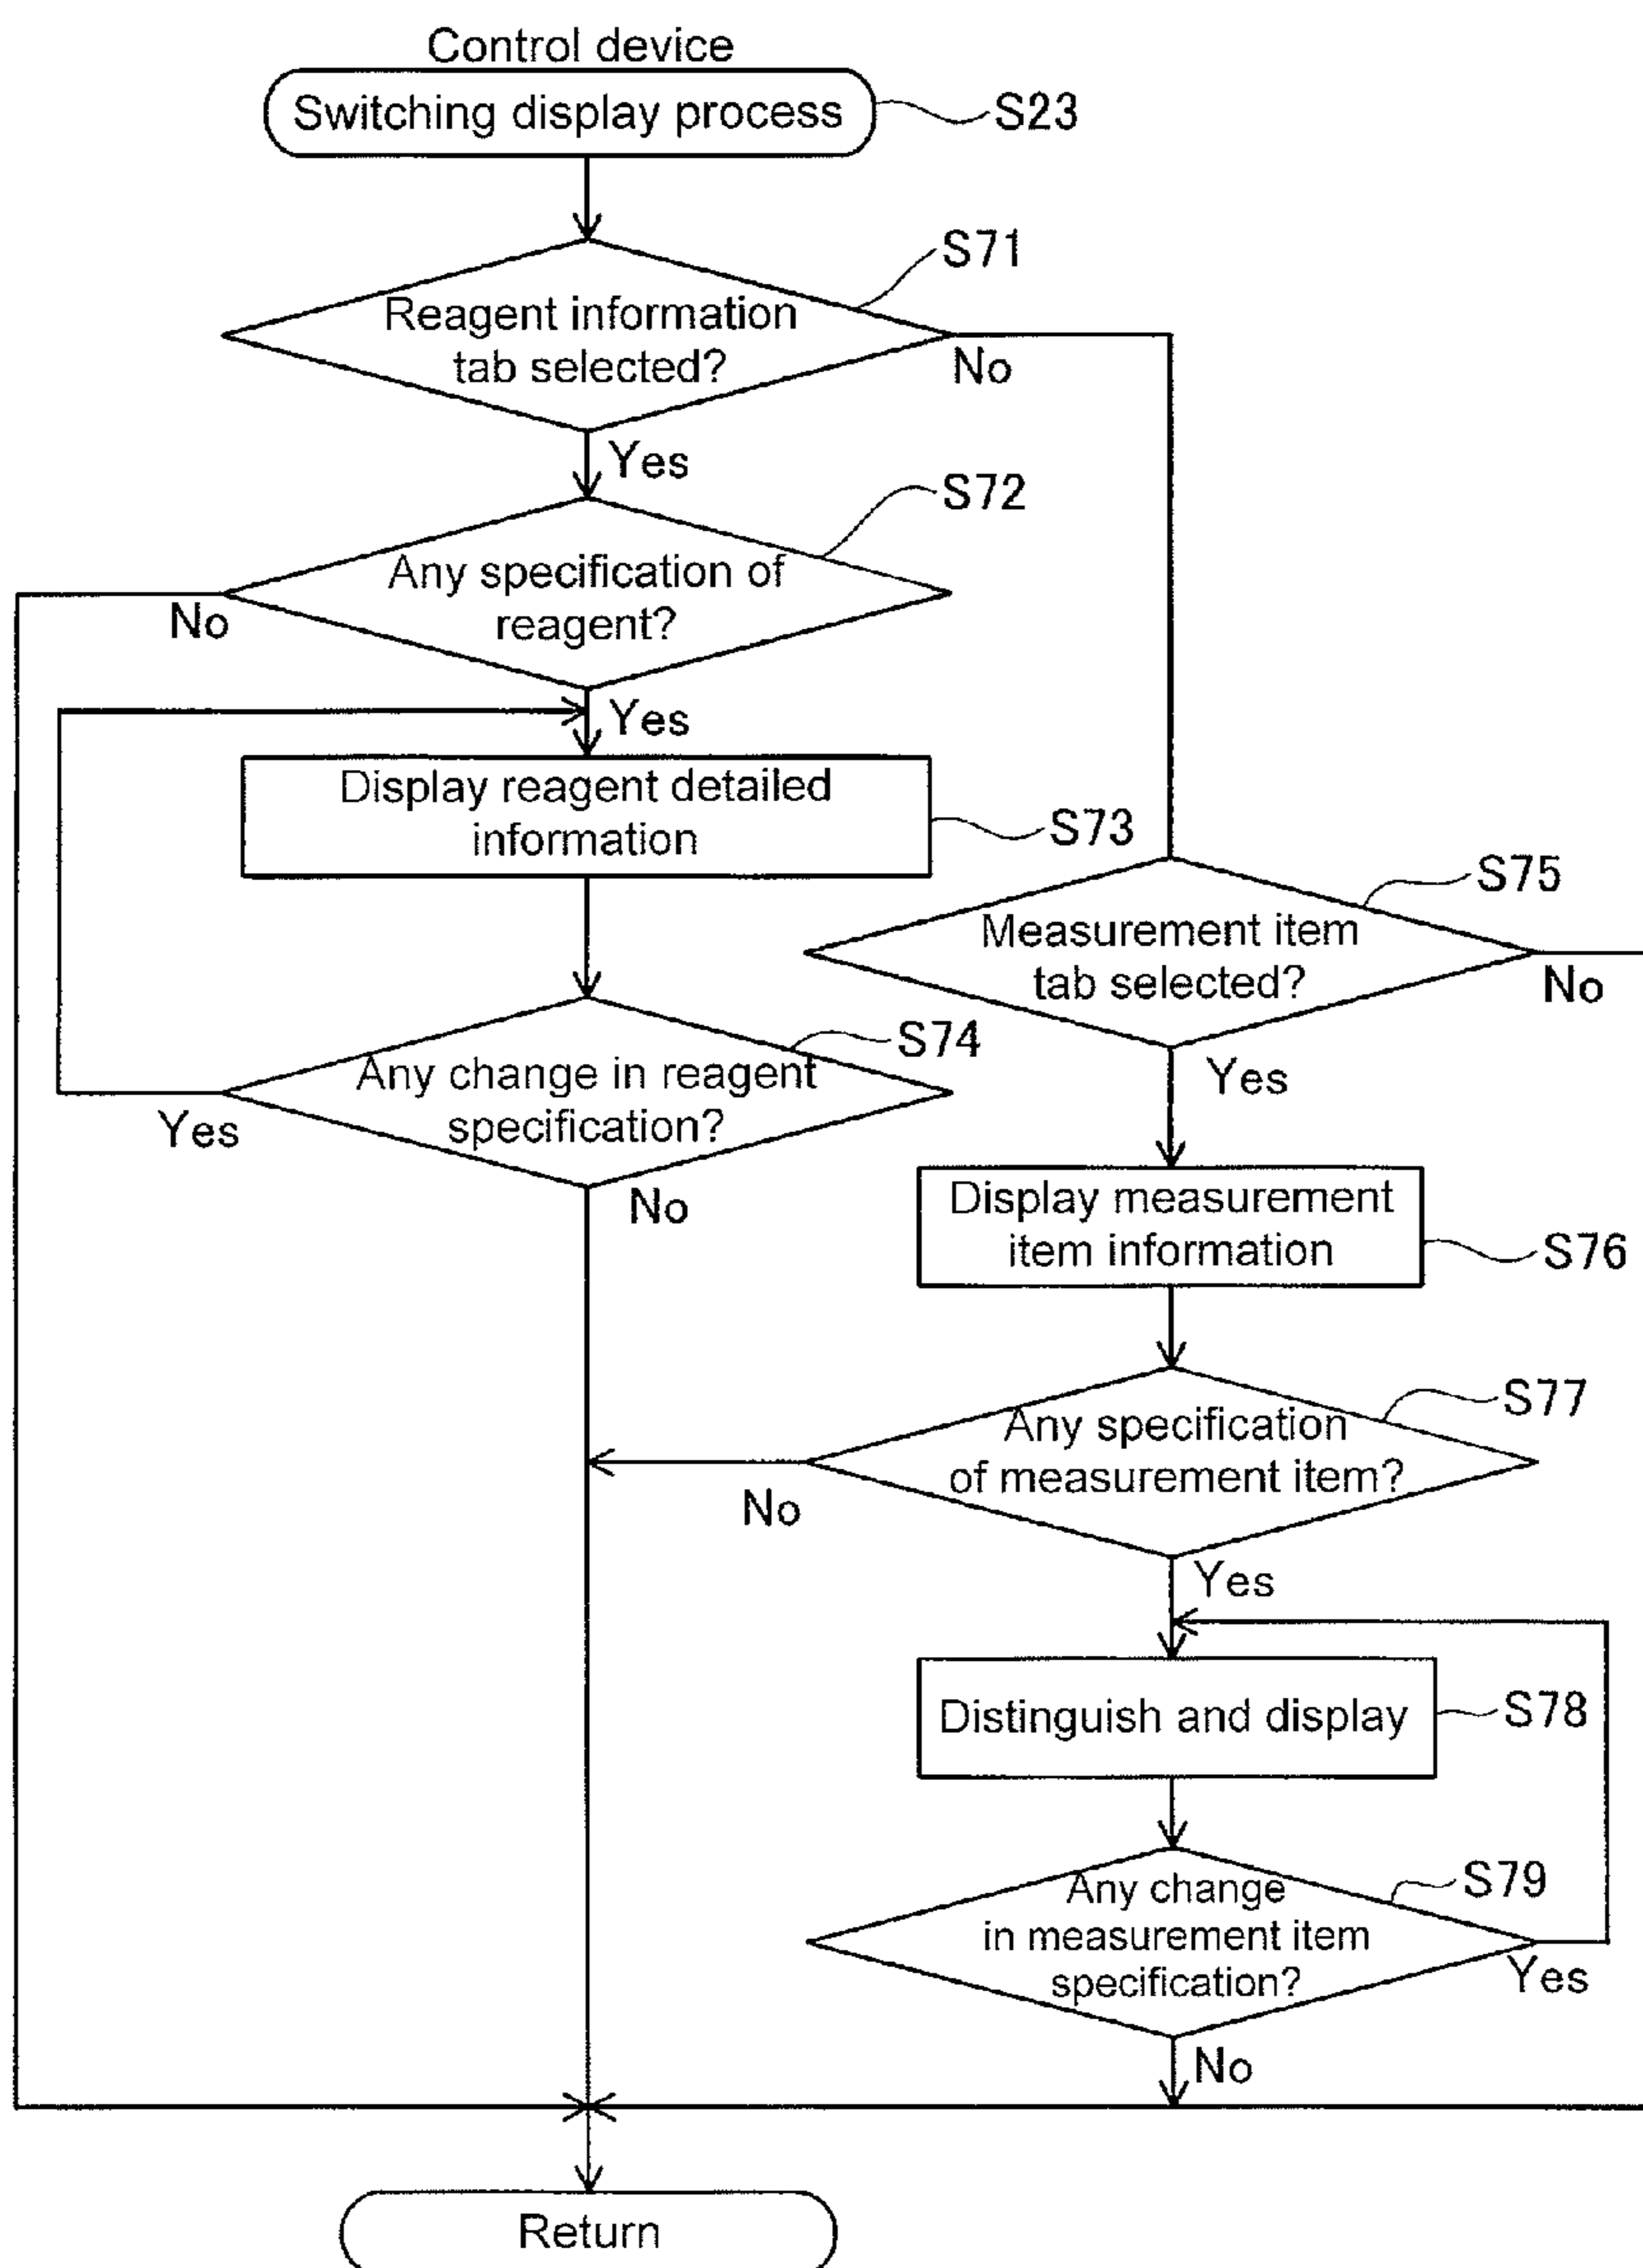 Control device
Switching display process
S23
S71
Reagent information
tab selected?
No
Yes
S72
Any specification of
reagent?
No
Yes
Display reagent detailed
information
S73
S75
Measurement item
tab selected?
No
S74
Any change in reagent
specification?
Yes
Yes
No
Display measurement
item information
S76
S77
Any specification
of measurement item?
No
Yes
Distinguish and display
S78
S79
Any change
in measurement item
specification?
Yes
No
Return